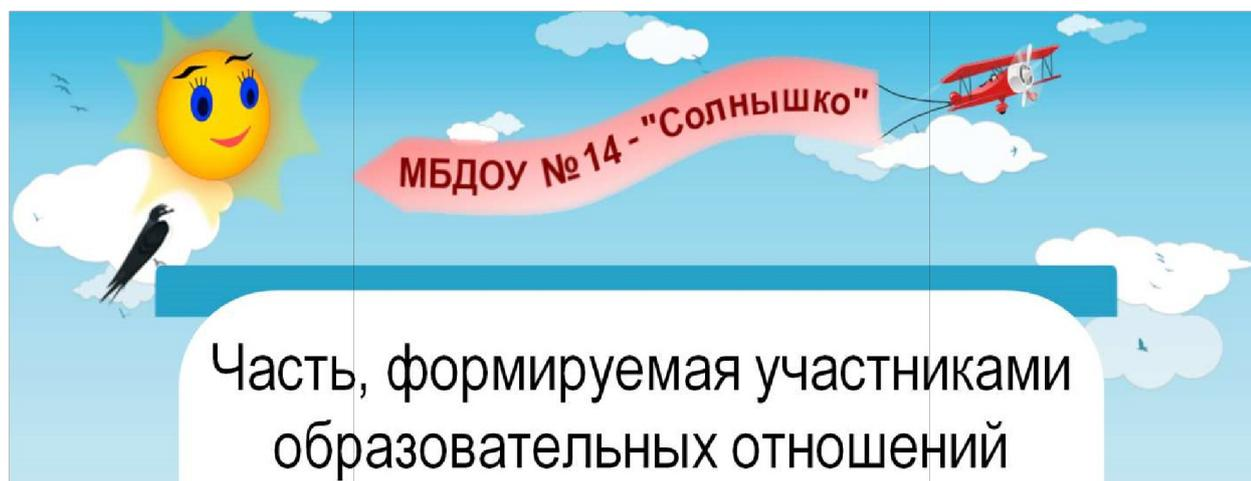 МБДОУ № 14 - "Солнышко"
Часть, формируемая участниками
образовательных отношений